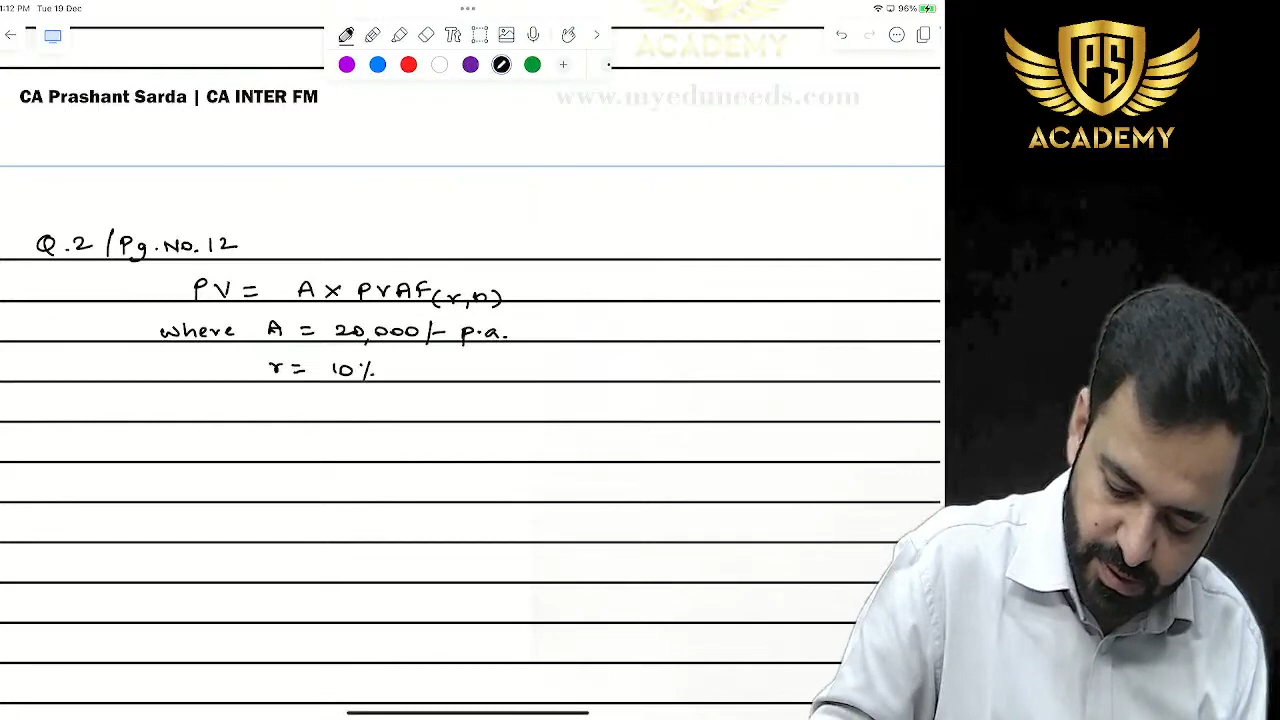 1:12 PM Tue 19 Dec
96%
CA Prashant Sarda | CA INTER FM
ACADEMY
www.myeduneeds.com
PS
ACADEMY
Q.2 / Pg. No. 12
PV = A x PVAF(r,n)
where A = 20,000/- p.a.
r = 10%